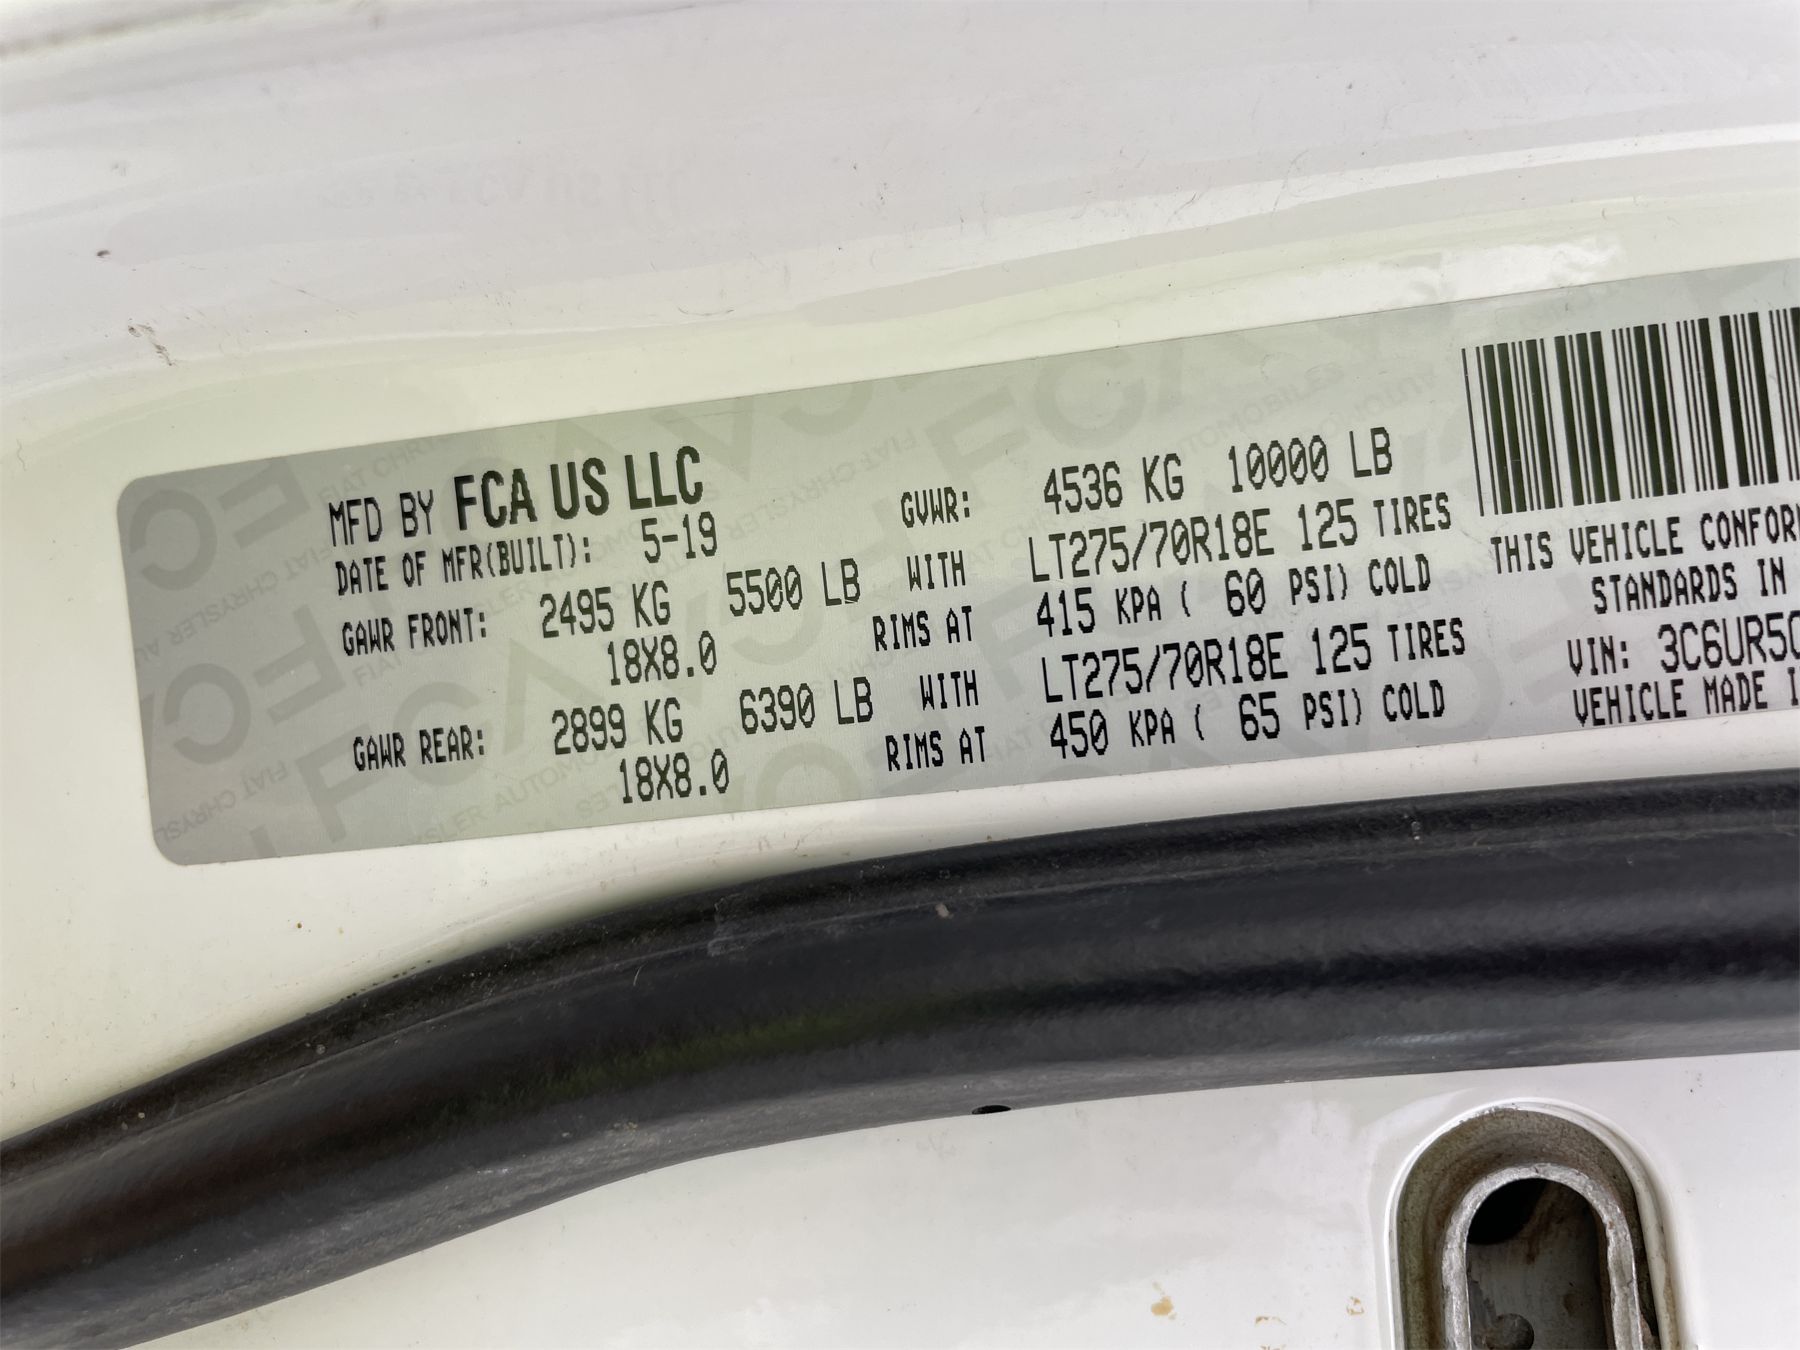 MFD BY FCA US LLC
DATE OF MFR(BUILT): 5-19
GVWR: 4536 KG 10000 LB
GAWR FRONT: 2495 KG 5500 LB WITH LT275/70R18E 125 TIRES
18X8.0 RIMS AT 415 KPA ( 60 PSI) COLD
GAWR REAR: 2899 KG 6390 LB WITH LT275/70R18E 125 TIRES
18X8.0 RIMS AT 450 KPA ( 65 PSI) COLD
THIS VEHICLE CONFOR
STANDARDS IN
VIN: 3C6UR5
VEHICLE MADE